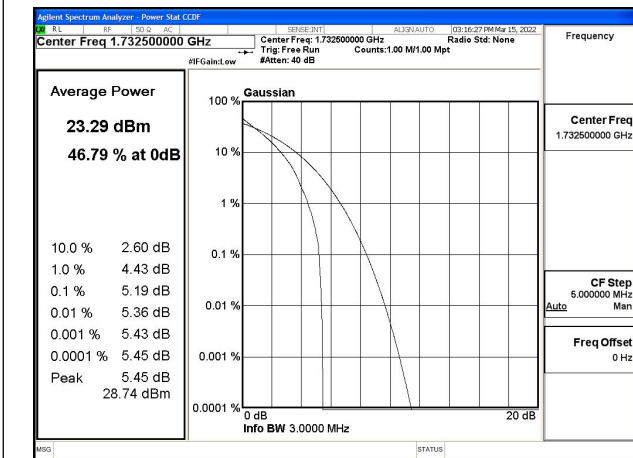 Agilent Spectrum Analyzer - Power Stat CCDF
RL RF 50 Ω AC SENSE:INT ALIGN AUTO 03:16:27 PM Mar 15, 2022
Center Freq 1.732500000 GHz
Center Freq: 1.732500000 GHz Radio Std: None
Trig: Free Run Counts:1.00 M/1.00 Mpt
#IFGain:Low #Atten: 40 dB
Frequency
Average Power
23.29 dBm
46.79 % at 0dB
10.0 % 2.60 dB
1.0 % 4.43 dB
0.1 % 5.19 dB
0.01 % 5.36 dB
0.001 % 5.43 dB
0.0001 % 5.45 dB
Peak 5.45 dB
28.74 dBm
Gaussian
100 %
10 %
1 %
0.1 %
0.01 %
0.001 %
0.0001 %
0 dB 20 dB
Info BW 3.0000 MHz
Center Freq
1.732500000 GHz
CF Step
5.000000 MHz
Auto Man
Freq Offset
0 Hz
MSG STATUS